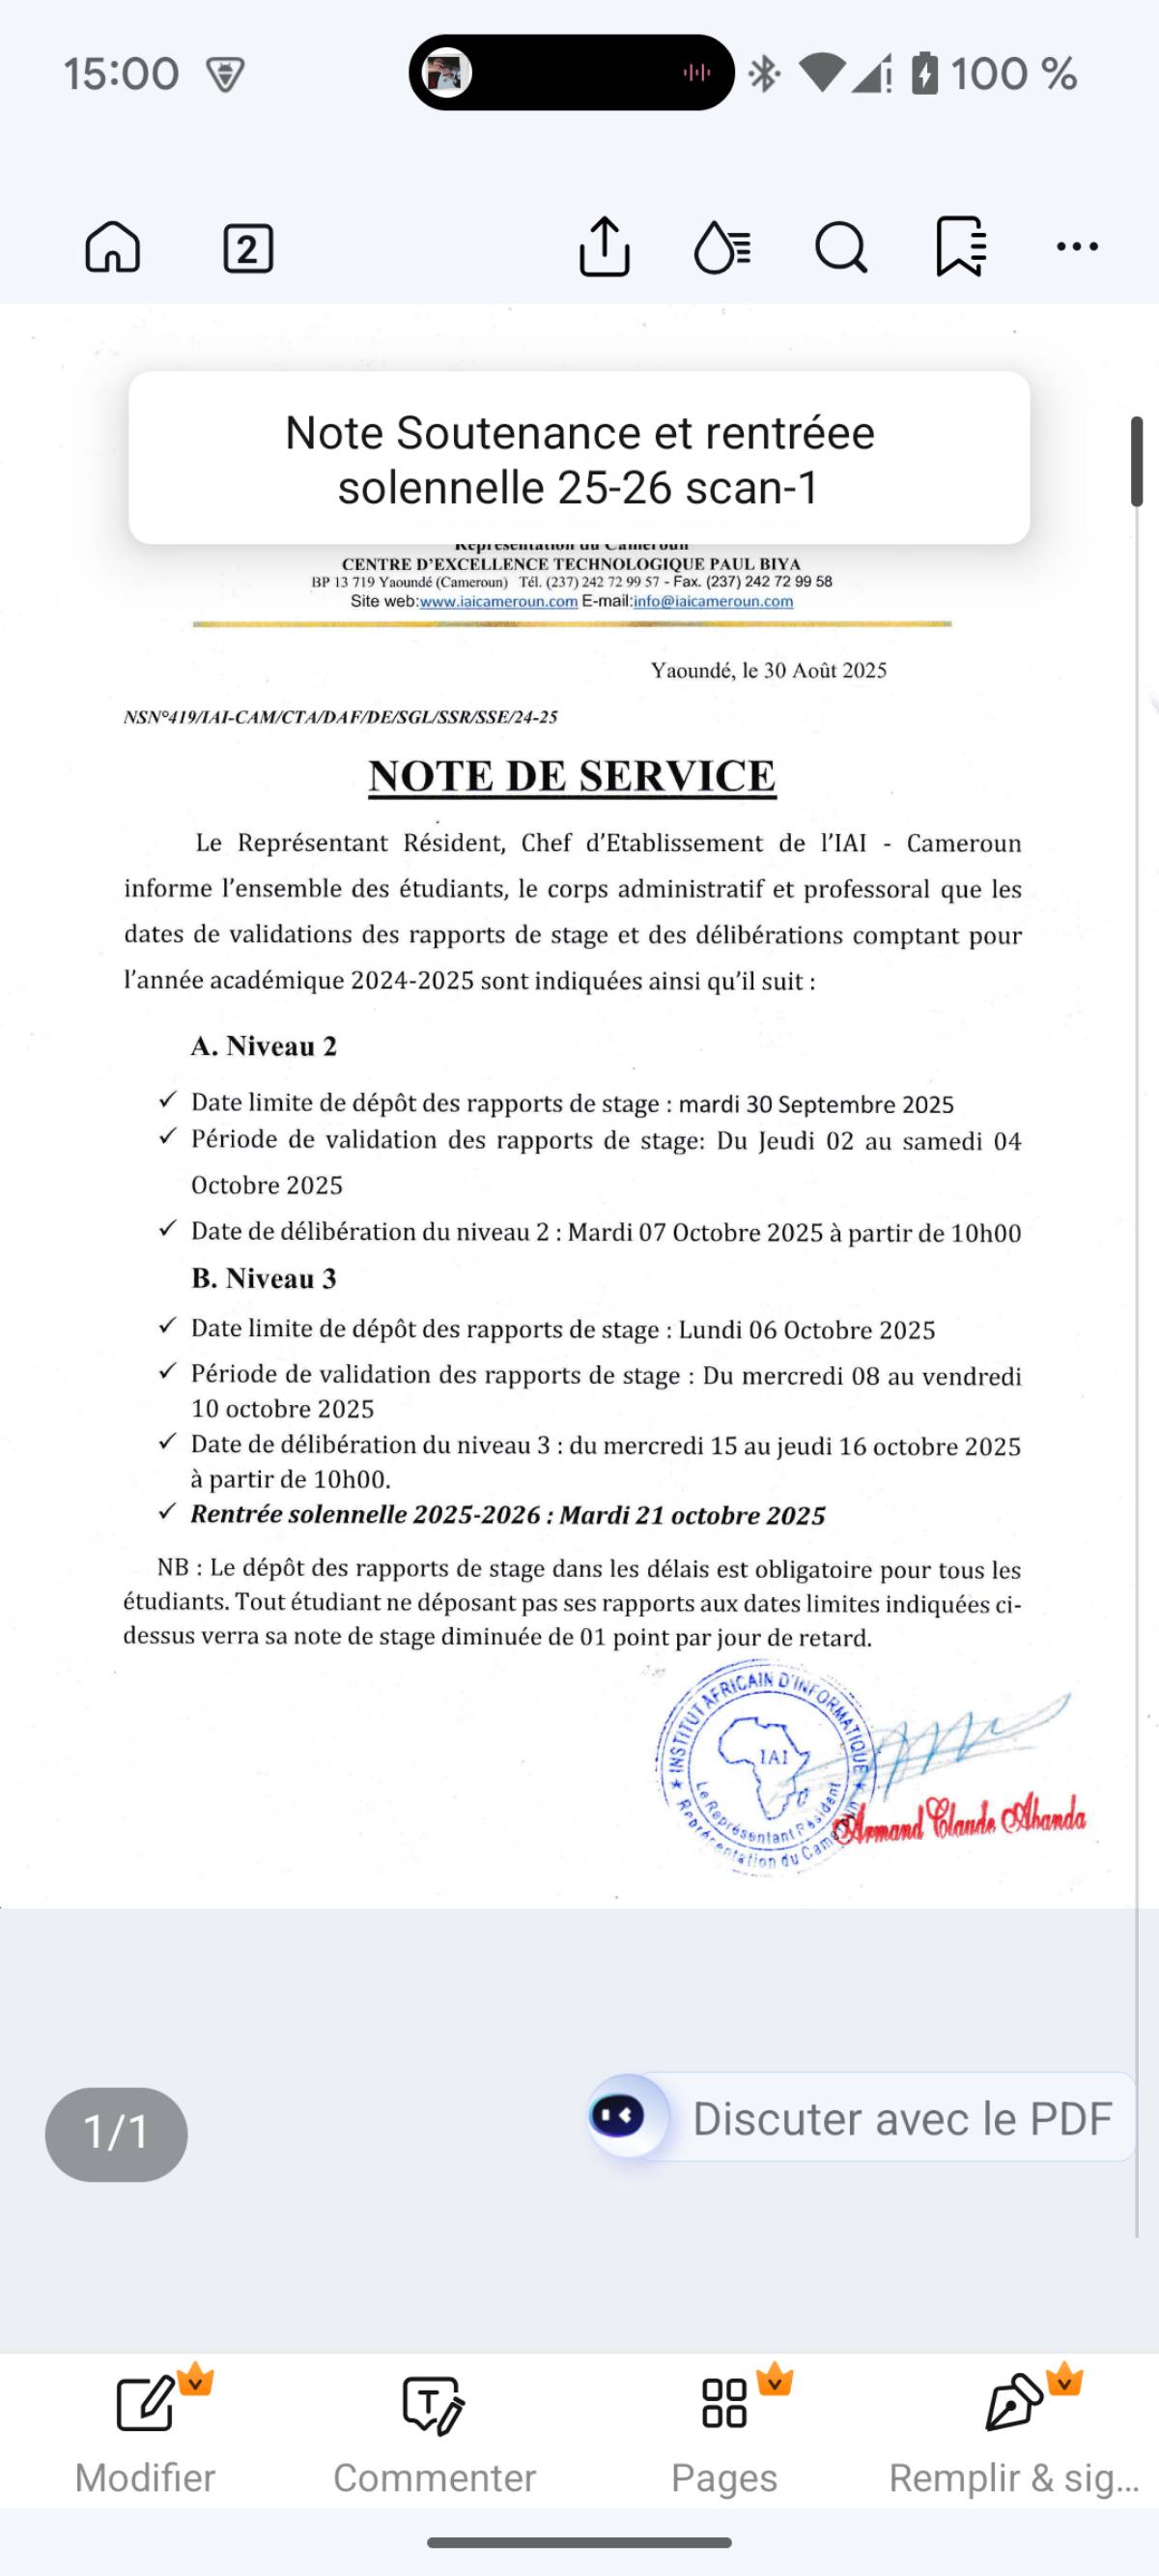 15:00
100 %
2
Note Soutenance et rentréee
solennelle 25-26 scan-1
Représentation du Cameroun
CENTRE D'EXCELLENCE TECHNOLOGIQUE PAUL BIYA
BP 13 719 Yaoundé (Cameroun) Tél. (237) 242 72 99 57 - Fax. (237) 242 72 99 58
Site web:www.iaicameroun.com E-mail:info@iaicameroun.com
Yaoundé, le 30 Août 2025
NSN°419/IAI-CAM/CTA/DAF/DE/SGL/SSR/SSE/24-25
NOTE DE SERVICE
Le Représentant Résident, Chef d'Etablissement de l'IAI - Cameroun
informe l'ensemble des étudiants, le corps administratif et professoral que les
dates de validations des rapports de stage et des délibérations comptant pour
l'année académique 2024-2025 sont indiquées ainsi qu'il suit :
A. Niveau 2
✓ Date limite de dépôt des rapports de stage : mardi 30 Septembre 2025
✓ Période de validation des rapports de stage: Du Jeudi 02 au samedi 04
Octobre 2025
✓ Date de délibération du niveau 2 : Mardi 07 Octobre 2025 à partir de 10h00
B. Niveau 3
✓ Date limite de dépôt des rapports de stage : Lundi 06 Octobre 2025
✓ Période de validation des rapports de stage : Du mercredi 08 au vendredi
10 octobre 2025
✓ Date de délibération du niveau 3 : du mercredi 15 au jeudi 16 octobre 2025
à partir de 10h00.
✓ Rentrée solennelle 2025-2026 : Mardi 21 octobre 2025
NB : Le dépôt des rapports de stage dans les délais est obligatoire pour tous les
étudiants. Tout étudiant ne déposant pas ses rapports aux dates limites indiquées ci-
dessus verra sa note de stage diminuée de 01 point par jour de retard.
★ INSTITUT AFRICAIN D'INFORMATIQUE ★
IAI
Le Représentant Résident
Représentation du Cameroun
Armand Claude Abanda
1/1
Discuter avec le PDF
Modifier
Commenter
Pages
Remplir & sig...